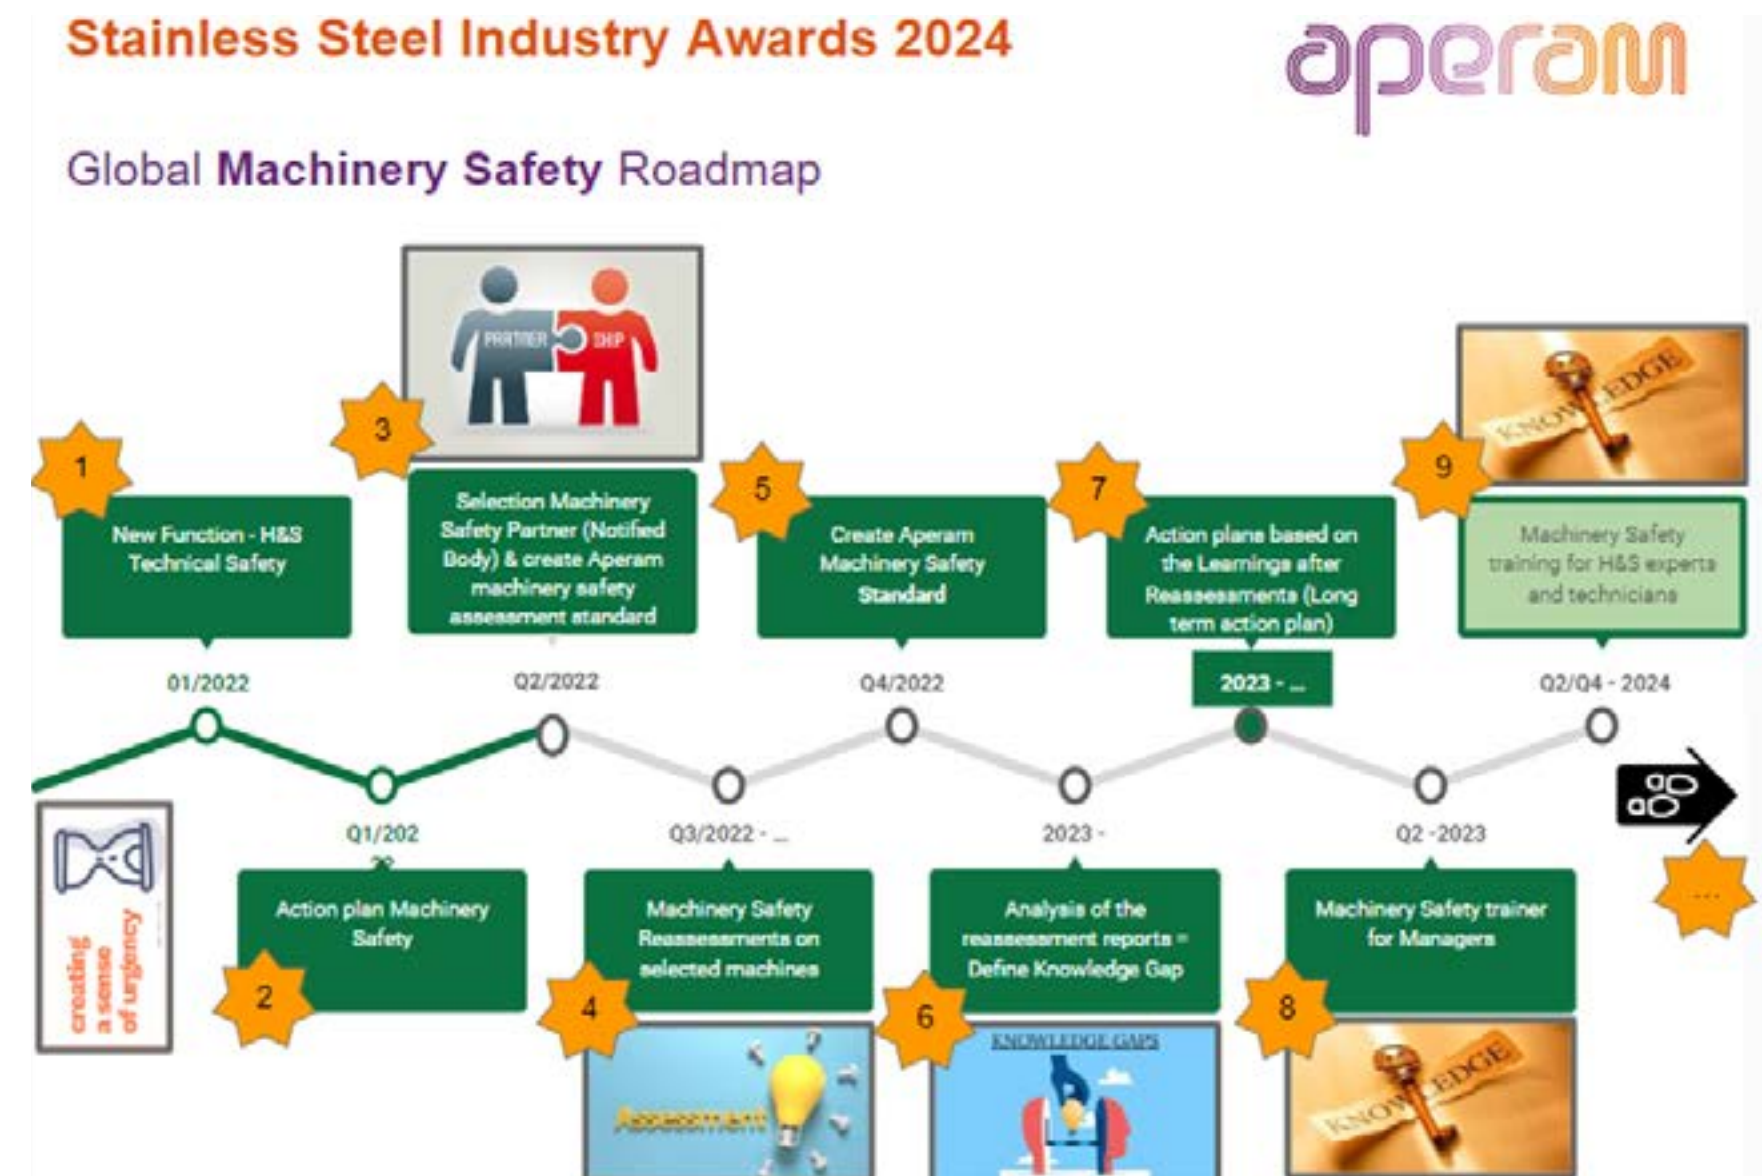 Stainless Steel Industry Awards 2024
aperam
Global Machinery Safety Roadmap
PARTNER SHIP
KNOWLEDGE
1
3
5
7
9
New Function - H&S
Technical Safety
Selection Machinery
Safety Partner (Notified
Body) & create Aperam
machinery safety
assessment standard
Create Aperam
Machinery Safety
Standard
Action plans based on
the Learnings after
Reassessments (Long
term action plan)
Machinery Safety
training for H&S experts
and technicians
01/2022
Q2/2022
Q4/2022
2023 - ...
Q2/Q4 - 2024
Q1/202
Q3/2022 - ...
2023 -
Q2 -2023
creating
a sense
of urgency
Action plan Machinery
Safety
2
Machinery Safety
Reassessments on
selected machines
4
Analysis of the
reassessment reports =
Define Knowledge Gap
6
Machinery Safety trainer
for Managers
8
...
Assessment
KNOWLEDGE GAPS
KNOWLEDGE